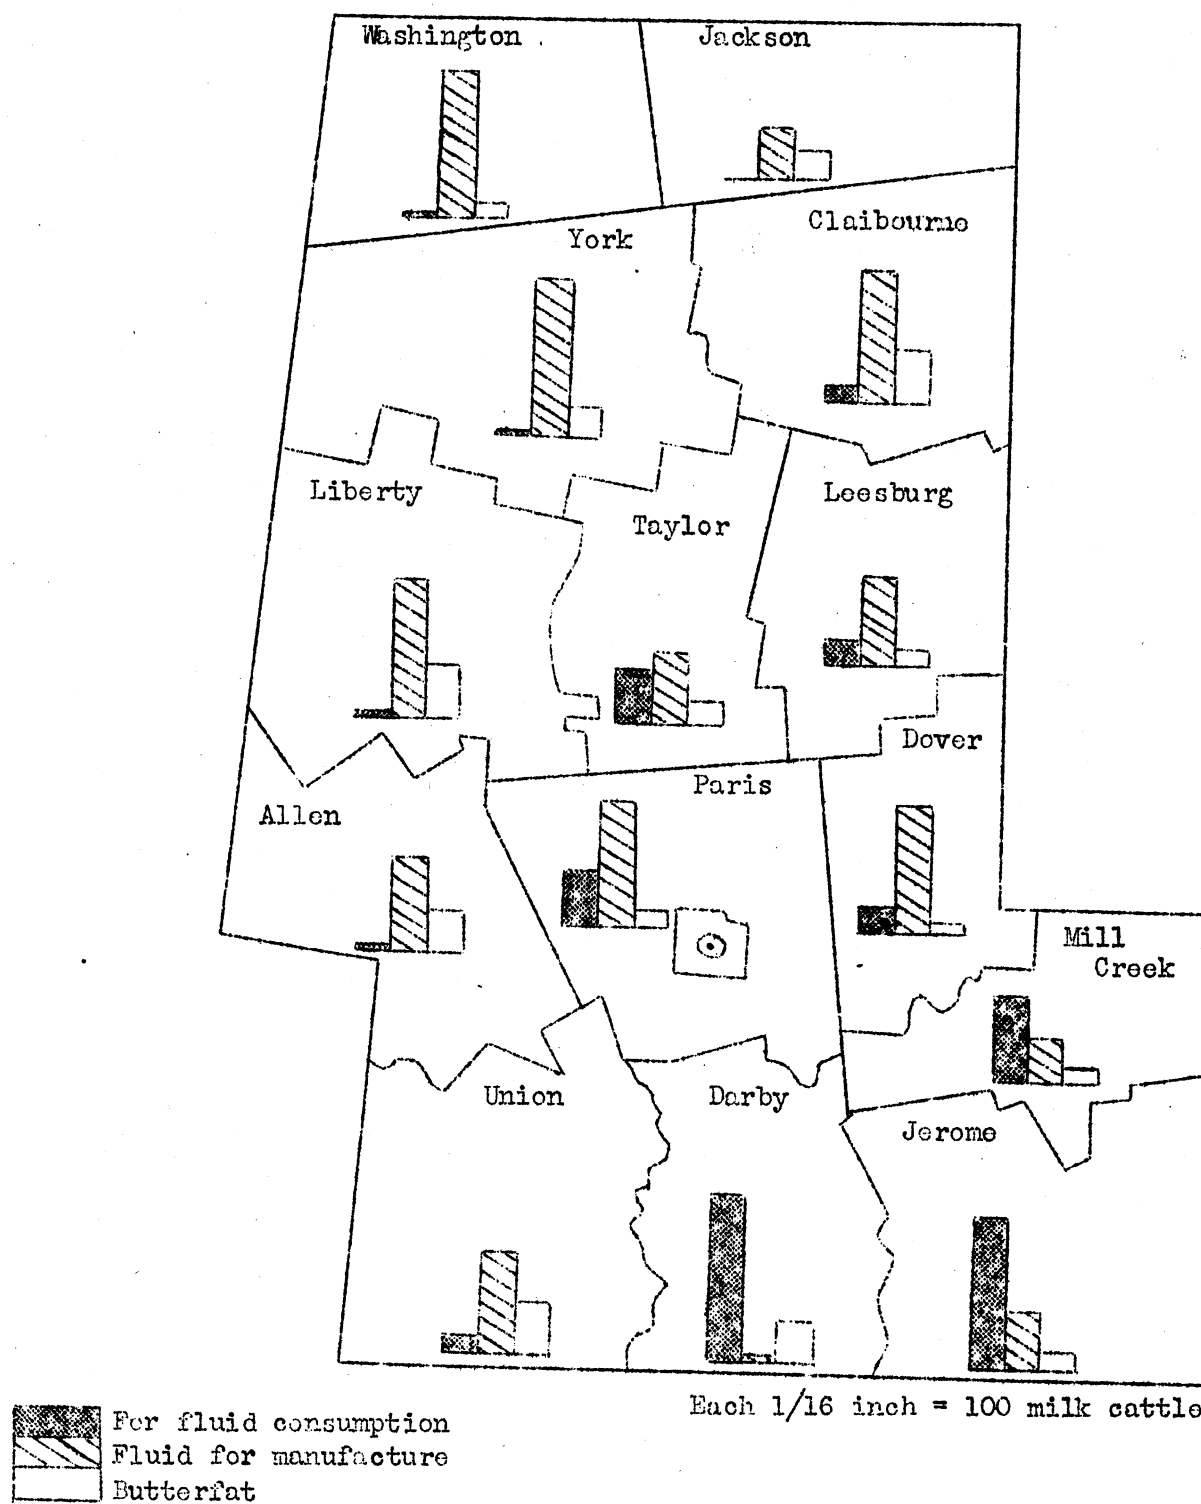 Washington
Jackson
Claibourne
York
Liberty
Taylor
Leesburg
Dover
Paris
Allen
Mill
Creek
Union
Darby
Jerome
Each 1/16 inch = 100 milk cattle
For fluid consumption
Fluid for manufacture
Butterfat